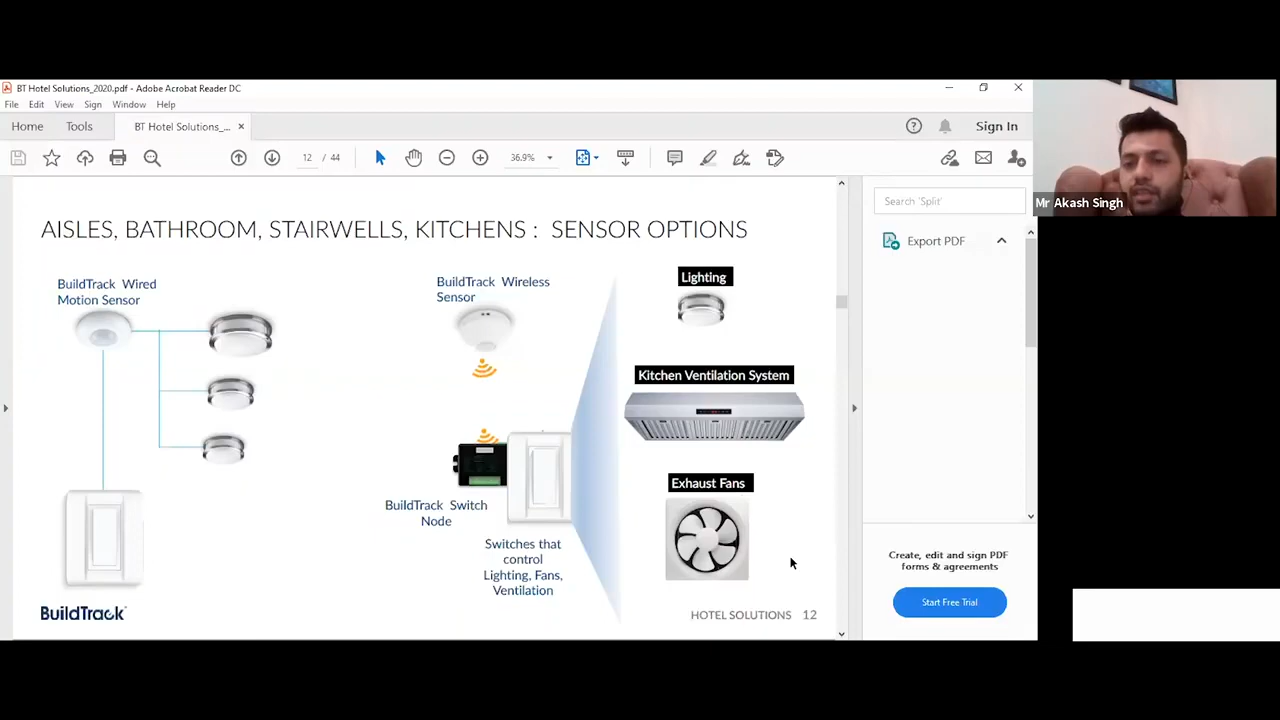 BT Hotel Solutions_2020.pdf - Adobe Acrobat Reader DC
File Edit View Sign Window Help
Home Tools BT Hotel Solutions_... × Sign In
12 / 44 36.9%
Mr Akash Singh
Search 'Split'
Export PDF
AISLES, BATHROOM, STAIRWELLS, KITCHENS : SENSOR OPTIONS
BuildTrack Wired
Motion Sensor
BuildTrack Wireless
Sensor
Lighting
Kitchen Ventilation System
Exhaust Fans
BuildTrack Switch
Node
Switches that
control
Lighting, Fans,
Ventilation
BuildTrack
HOTEL SOLUTIONS 12
Create, edit and sign PDF
forms & agreements
Start Free Trial